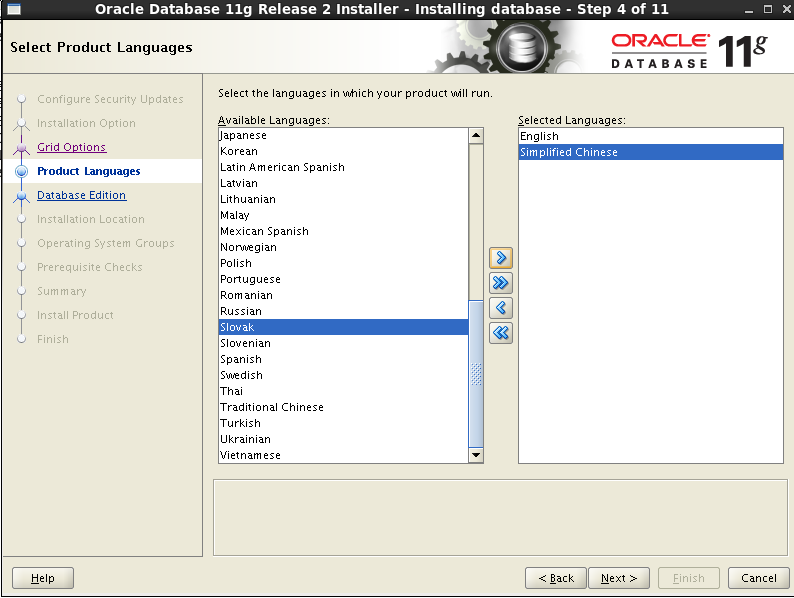 Oracle Database 11g Release 2 Installer - Installing database - Step 4 of 11
Select Product Languages
ORACLE
DATABASE
11g
Configure Security Updates
Installation Option
Grid Options
Product Languages
Database Edition
Installation Location
Operating System Groups
Prerequisite Checks
Summary
Install Product
Finish
Select the languages in which your product will run.
Available Languages:
Japanese
Korean
Latin American Spanish
Latvian
Lithuanian
Malay
Mexican Spanish
Norwegian
Polish
Portuguese
Romanian
Russian
Slovak
Slovenian
Spanish
Swedish
Thai
Traditional Chinese
Turkish
Ukrainian
Vietnamese
Selected Languages:
English
Simplified Chinese
Help
< Back
Next >
Finish
Cancel